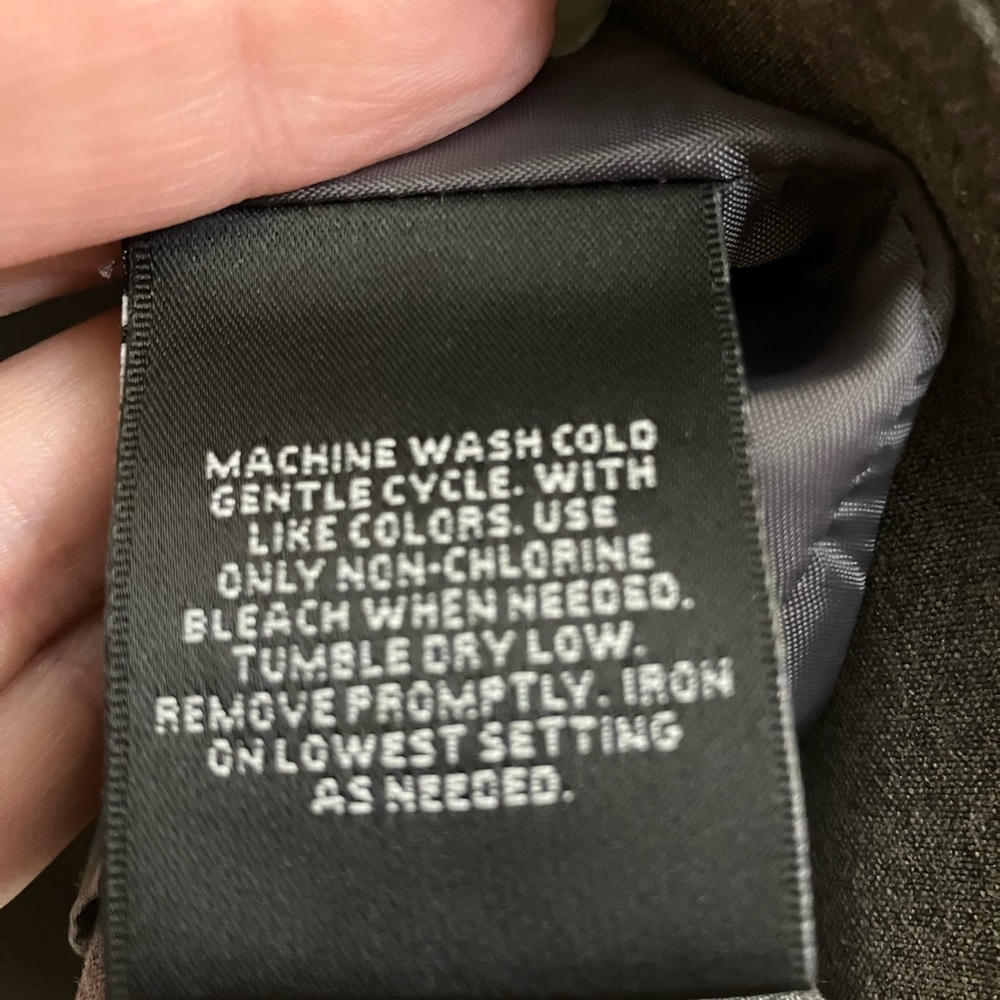 MACHINE WASH COLD
GENTLE CYCLE. WITH
LIKE COLORS. USE
ONLY NON-CHLORINE
BLEACH WHEN NEEDED.
TUMBLE DRY LOW.
REMOVE PROMPTLY. IRON
ON LOWEST SETTING
AS NEEDED.